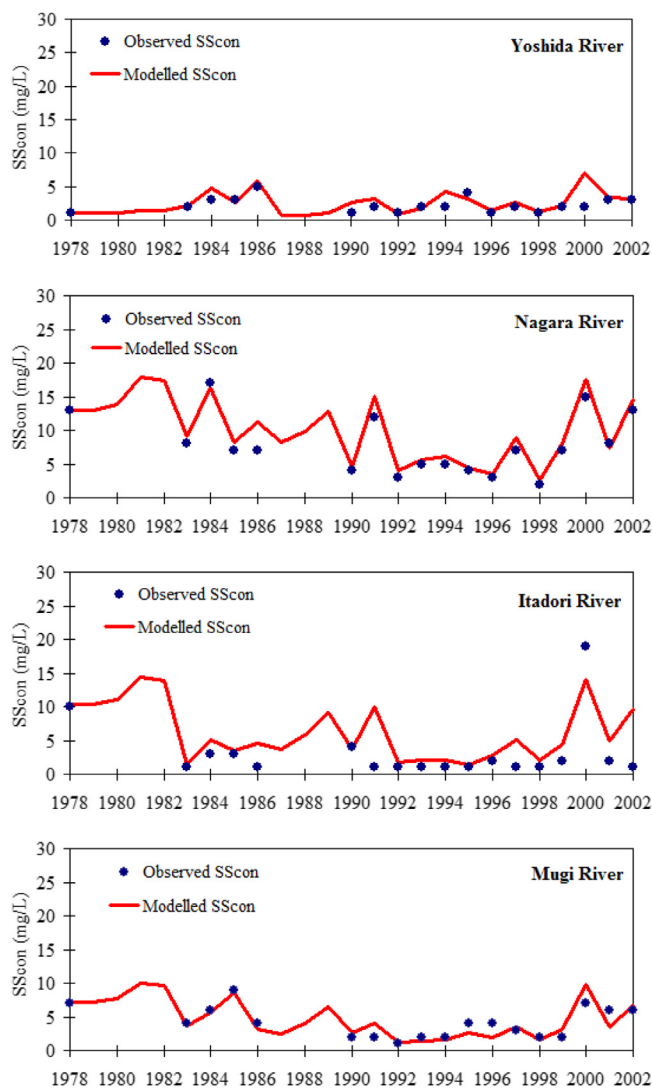 30
25
20
15
10
5
0
SScon (mg/L)
Observed SScon
Yoshida River
Modelled SScon
1978 1980 1982 1984 1986 1988 1990 1992 1994 1996 1998 2000 2002
30
25
20
15
10
5
0
SScon (mg/L)
Observed SScon
Nagara River
Modelled SScon
1978 1980 1982 1984 1986 1988 1990 1992 1994 1996 1998 2000 2002
30
25
20
15
10
5
0
SScon (mg/L)
Observed SScon
Itadori River
Modelled SScon
1978 1980 1982 1984 1986 1988 1990 1992 1994 1996 1998 2000 2002
30
25
20
15
10
5
0
SScon (mg/L)
Observed SScon
Mugi River
Modelled SScon
1978 1980 1982 1984 1986 1988 1990 1992 1994 1996 1998 2000 2002